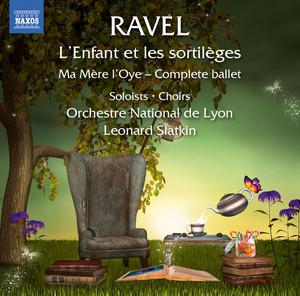 NAXOS
RAVEL
L’Enfant et les sortilèges
Ma Mère l’Oye – Complete ballet
Soloists • Choirs
Orchestre National de Lyon
Leonard Slatkin